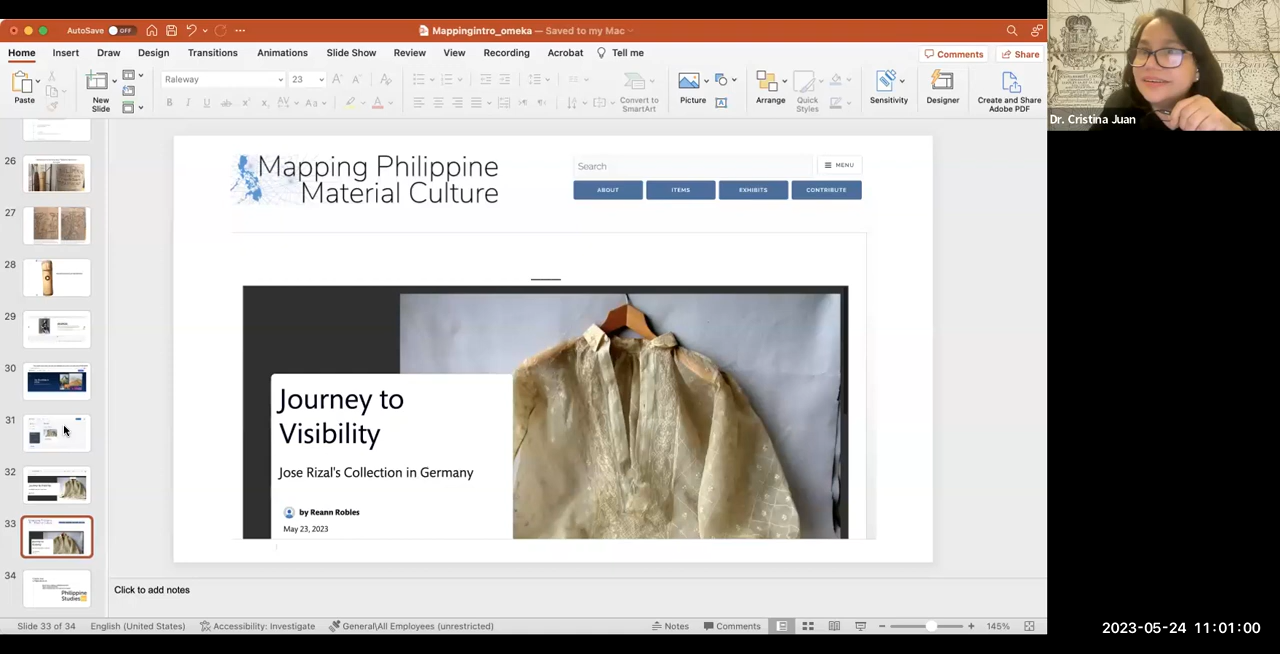 AutoSave OFF
Mappingintro_omeka — Saved to my Mac
Home Insert Draw Design Transitions Animations Slide Show Review View Recording Acrobat Tell me
Comments Share
Paste
New Slide
Raleway 23
Convert to SmartArt
Picture
Arrange
Quick Styles
Sensitivity
Designer
Create and Share Adobe PDF
Dr. Cristina Juan
26
27
28
29
30
31
32
33
34
Philippine
Studies
Mapping Philippine
Material Culture
Search
MENU
ABOUT ITEMS EXHIBITS CONTRIBUTE
Journey to
Visibility
Jose Rizal's Collection in Germany
by Reann Robles
May 23, 2023
Click to add notes
Slide 33 of 34 English (United States) Accessibility: Investigate General\All Employees (unrestricted) Notes Comments 145%
2023-05-24 11:01:00